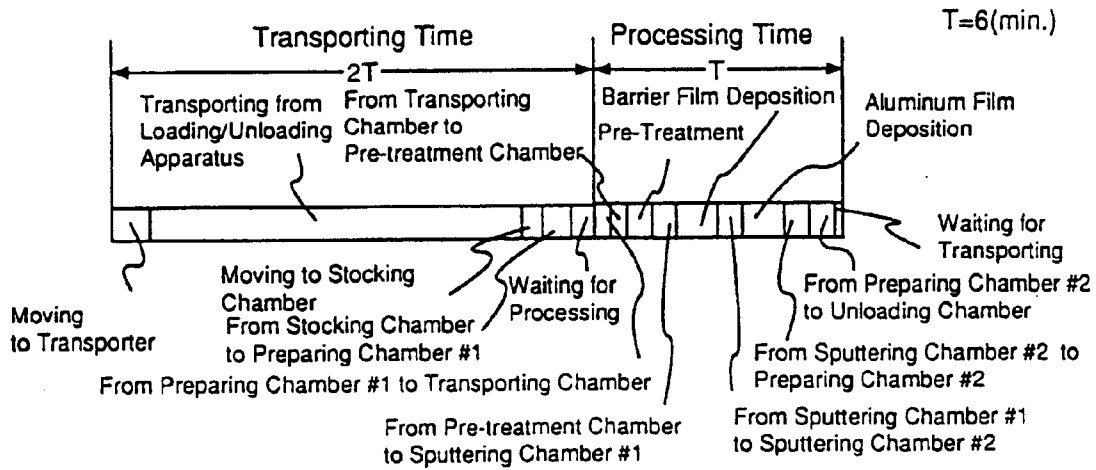 T=6(min.)
Transporting Time
Processing Time
2T
T
Transporting from
Loading/Unloading
Apparatus
From Transporting
Chamber to
Pre-treatment Chamber
Barrier Film Deposition
Pre-Treatment
Aluminum Film
Deposition
Moving
to Transporter
Moving to Stocking
Chamber
From Stocking Chamber
to Preparing Chamber #1
Waiting for
Processing
From Preparing Chamber #1 to Transporting Chamber
From Pre-treatment Chamber
to Sputtering Chamber #1
Waiting for
Transporting
From Preparing Chamber #2
to Unloading Chamber
From Sputtering Chamber #2 to
Preparing Chamber #2
From Sputtering Chamber #1
to Sputtering Chamber #2